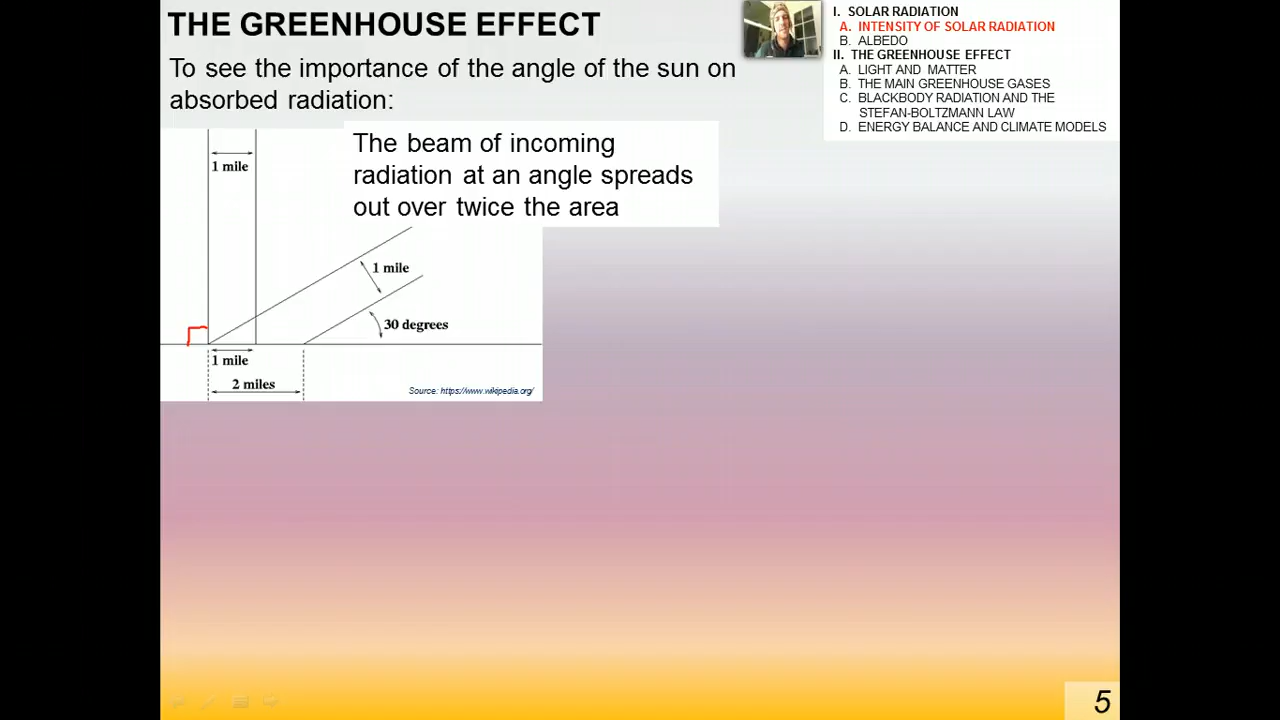 THE GREENHOUSE EFFECT
To see the importance of the angle of the sun on
absorbed radiation:
I. SOLAR RADIATION
A. INTENSITY OF SOLAR RADIATION
B. ALBEDO
II. THE GREENHOUSE EFFECT
A. LIGHT AND MATTER
B. THE MAIN GREENHOUSE GASES
C. BLACKBODY RADIATION AND THE
STEFAN-BOLTZMANN LAW
D. ENERGY BALANCE AND CLIMATE MODELS
The beam of incoming
radiation at an angle spreads
out over twice the area
1 mile
1 mile
30 degrees
1 mile
2 miles
Source: https://www.wikipedia.org/
5